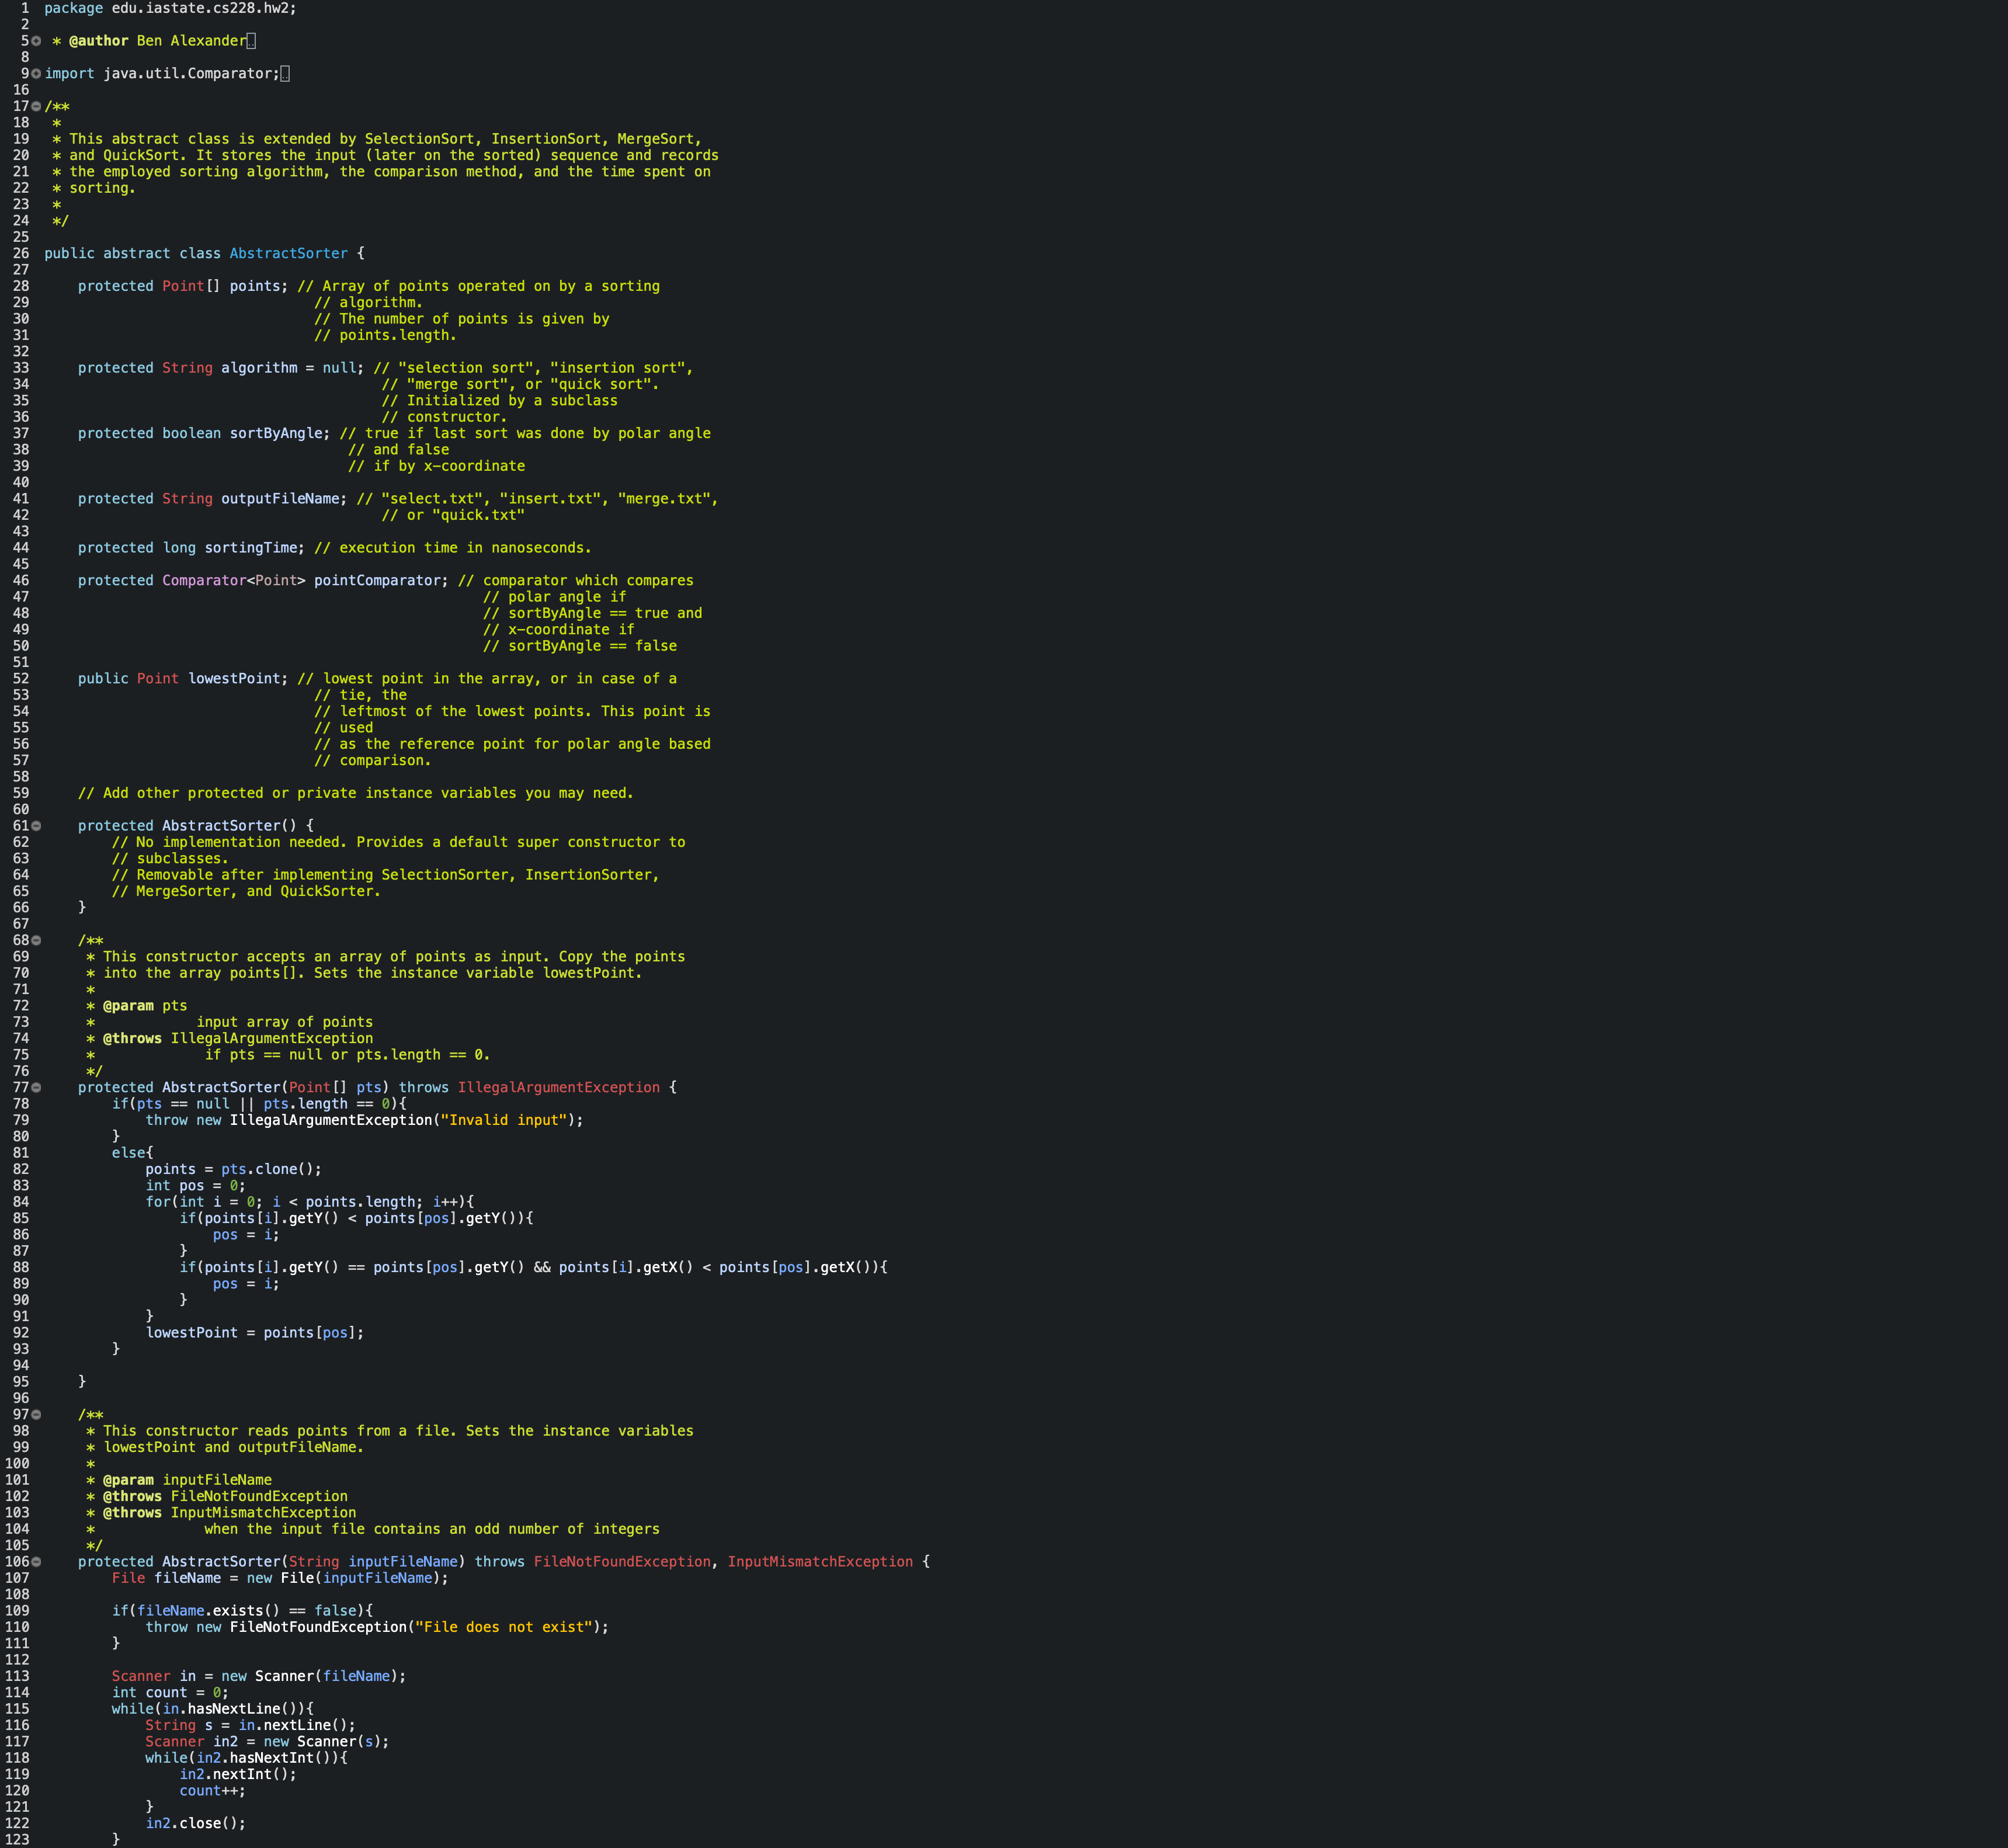 1 package edu.iastate.cs228.hw2;
2
5 * @author Ben Alexander
8
9 import java.util.Comparator;
16
17 /**
18 *
19 * This abstract class is extended by SelectionSort, InsertionSort, MergeSort,
20 * and QuickSort. It stores the input (later on the sorted) sequence and records
21 * the employed sorting algorithm, the comparison method, and the time spent on
22 * sorting.
23 *
24 */
25
26 public abstract class AbstractSorter {
27
28 protected Point[] points; // Array of points operated on by a sorting
29 // algorithm.
30 // The number of points is given by
31 // points.length.
32
33 protected String algorithm = null; // "selection sort", "insertion sort",
34 // "merge sort", or "quick sort".
35 // Initialized by a subclass
36 // constructor.
37 protected boolean sortByAngle; // true if last sort was done by polar angle
38 // and false
39 // if by x-coordinate
40
41 protected String outputFileName; // "select.txt", "insert.txt", "merge.txt",
42 // or "quick.txt"
43
44 protected long sortingTime; // execution time in nanoseconds.
45
46 protected Comparator<Point> pointComparator; // comparator which compares
47 // polar angle if
48 // sortByAngle == true and
49 // x-coordinate if
50 // sortByAngle == false
51
52 public Point lowestPoint; // lowest point in the array, or in case of a
53 // tie, the
54 // leftmost of the lowest points. This point is
55 // used
56 // as the reference point for polar angle based
57 // comparison.
58
59 // Add other protected or private instance variables you may need.
60
61 protected AbstractSorter() {
62 // No implementation needed. Provides a default super constructor to
63 // subclasses.
64 // Removable after implementing SelectionSorter, InsertionSorter,
65 // MergeSorter, and QuickSorter.
66 }
67
68 /**
69 * This constructor accepts an array of points as input. Copy the points
70 * into the array points[]. Sets the instance variable lowestPoint.
71 *
72 * @param pts
73 * input array of points
74 * @throws IllegalArgumentException
75 * if pts == null or pts.length == 0.
76 */
77 protected AbstractSorter(Point[] pts) throws IllegalArgumentException {
78 if(pts == null || pts.length == 0){
79 throw new IllegalArgumentException("Invalid input");
80 }
81 else{
82 points = pts.clone();
83 int pos = 0;
84 for(int i = 0; i < points.length; i++){
85 if(points[i].getY() < points[pos].getY()){
86 pos = i;
87 }
88 if(points[i].getY() == points[pos].getY() && points[i].getX() < points[pos].getX()){
89 pos = i;
90 }
91 }
92 lowestPoint = points[pos];
93 }
94
95 }
96
97 /**
98 * This constructor reads points from a file. Sets the instance variables
99 * lowestPoint and outputFileName.
100 *
101 * @param inputFileName
102 * @throws FileNotFoundException
103 * @throws InputMismatchException
104 * when the input file contains an odd number of integers
105 */
106 protected AbstractSorter(String inputFileName) throws FileNotFoundException, InputMismatchException {
107 File fileName = new File(inputFileName);
108
109 if(fileName.exists() == false){
110 throw new FileNotFoundException("File does not exist");
111 }
112
113 Scanner in = new Scanner(fileName);
114 int count = 0;
115 while(in.hasNextLine()){
116 String s = in.nextLine();
117 Scanner in2 = new Scanner(s);
118 while(in2.hasNextInt()){
119 in2.nextInt();
120 count++;
121 }
122 in2.close();
123 }